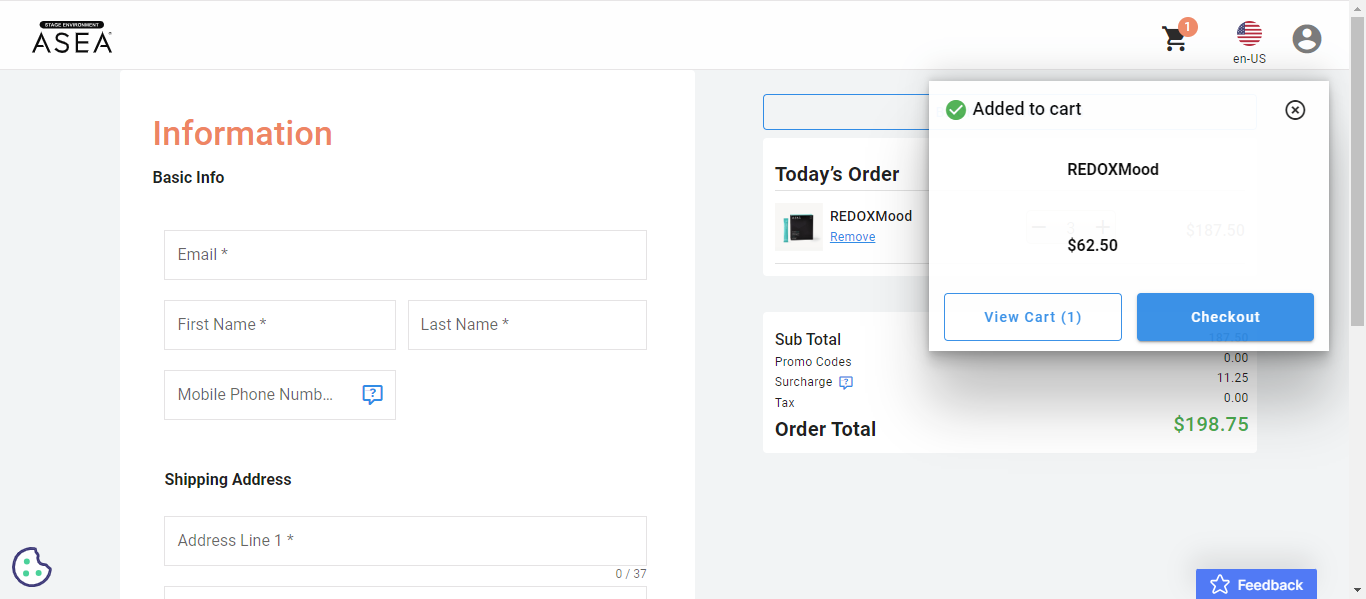 STAGE ENVIRONMENT
ASEA
1
en-US
Information
Basic Info
Email *
First Name *
Last Name *
Mobile Phone Numb...
?
Shipping Address
Address Line 1 *
0 / 37
Today's Order
REDOXMood
Remove
3
$187.50
Added to cart
REDOXMood
$62.50
View Cart (1)
Checkout
Sub Total
187.50
Promo Codes
0.00
Surcharge ?
11.25
Tax
0.00
Order Total
$198.75
Feedback